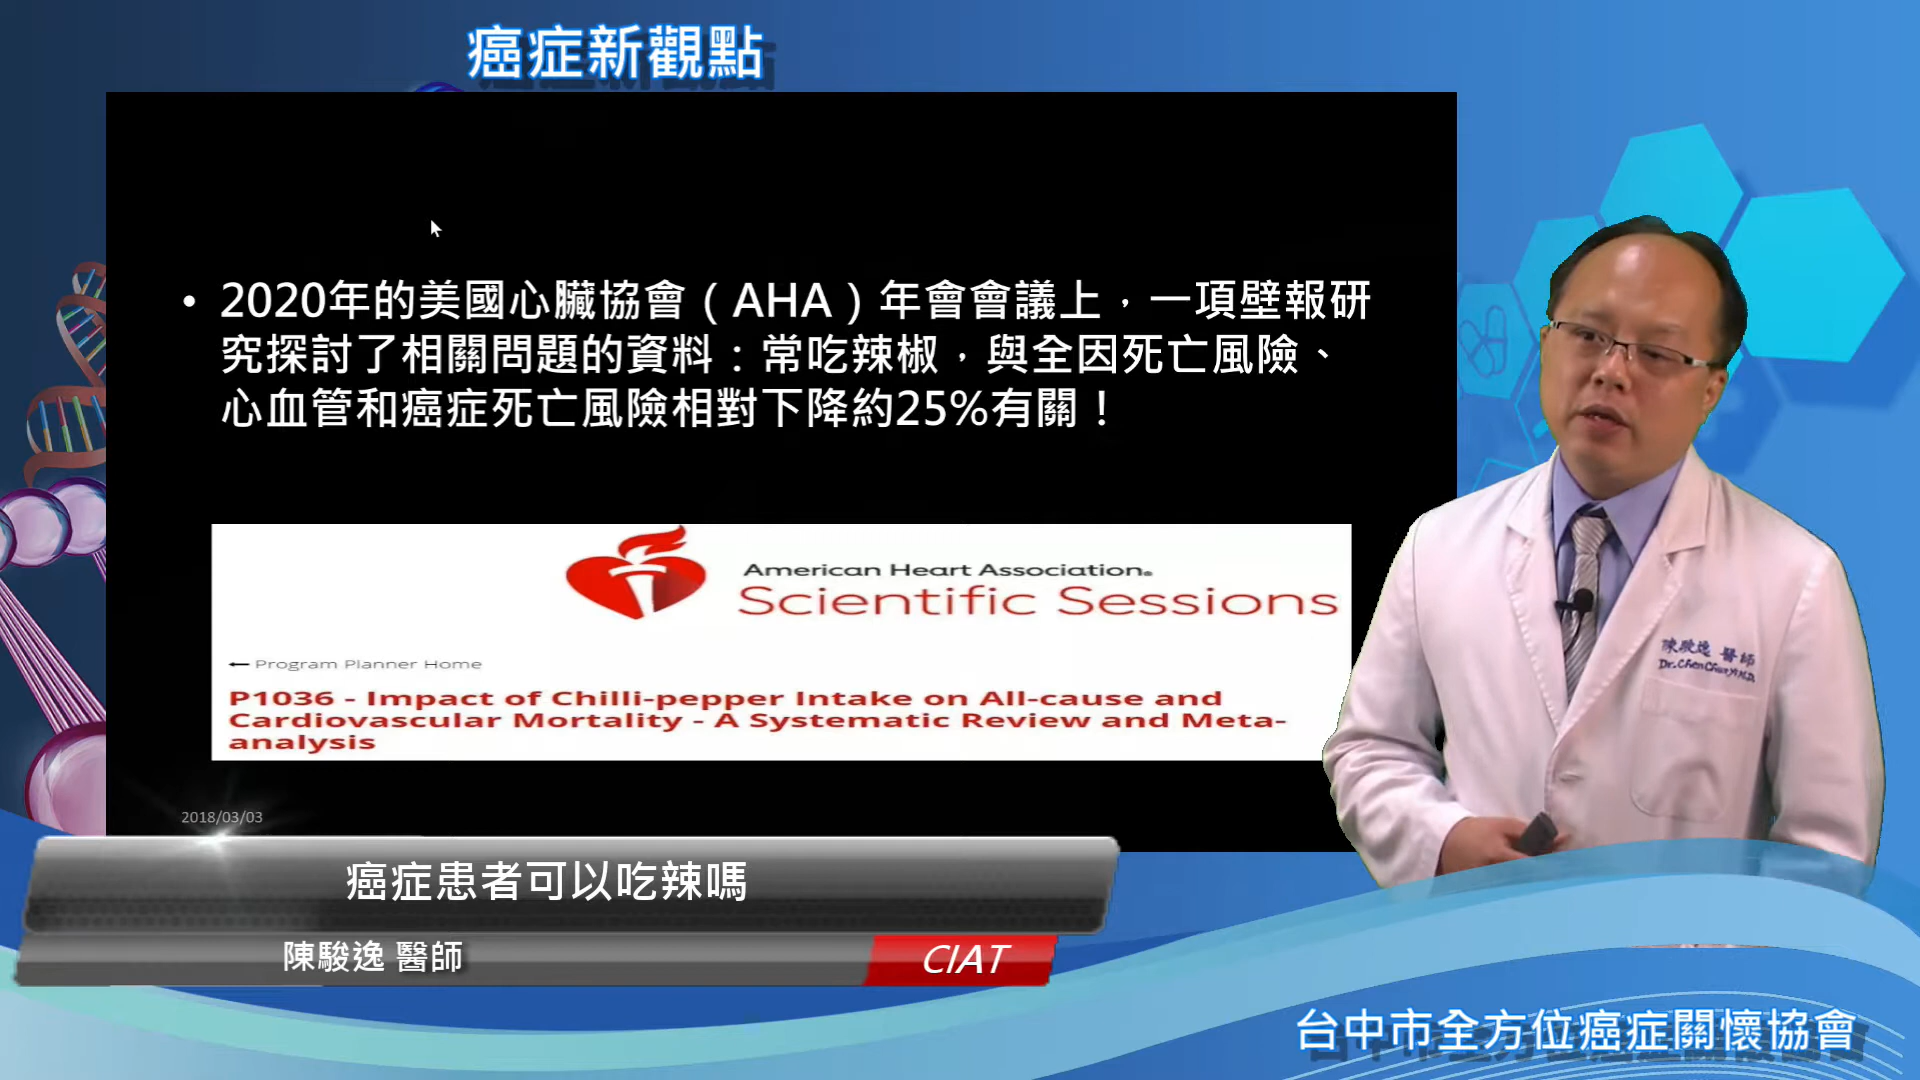 癌症新觀點
• 2020年的美國心臟協會（AHA）年會會議上，一項壁報研
究探討了相關問題的資料：常吃辣椒，與全因死亡風險、
心血管和癌症死亡風險相對下降約25%有關！
American Heart Association®
Scientific Sessions
← Program Planner Home
P1036 - Impact of Chilli-pepper Intake on All-cause and
Cardiovascular Mortality - A Systematic Review and Meta-
analysis
陳駿逸 醫師
2018/03/03
癌症患者可以吃辣嗎
陳駿逸 醫師
CIAT
台中市全方位癌症關懷協會